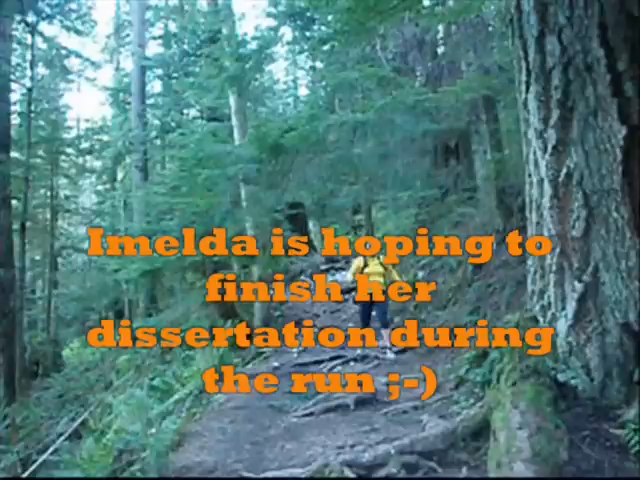 Imelda is hoping to
finish her
dissertation during
the run ;-)